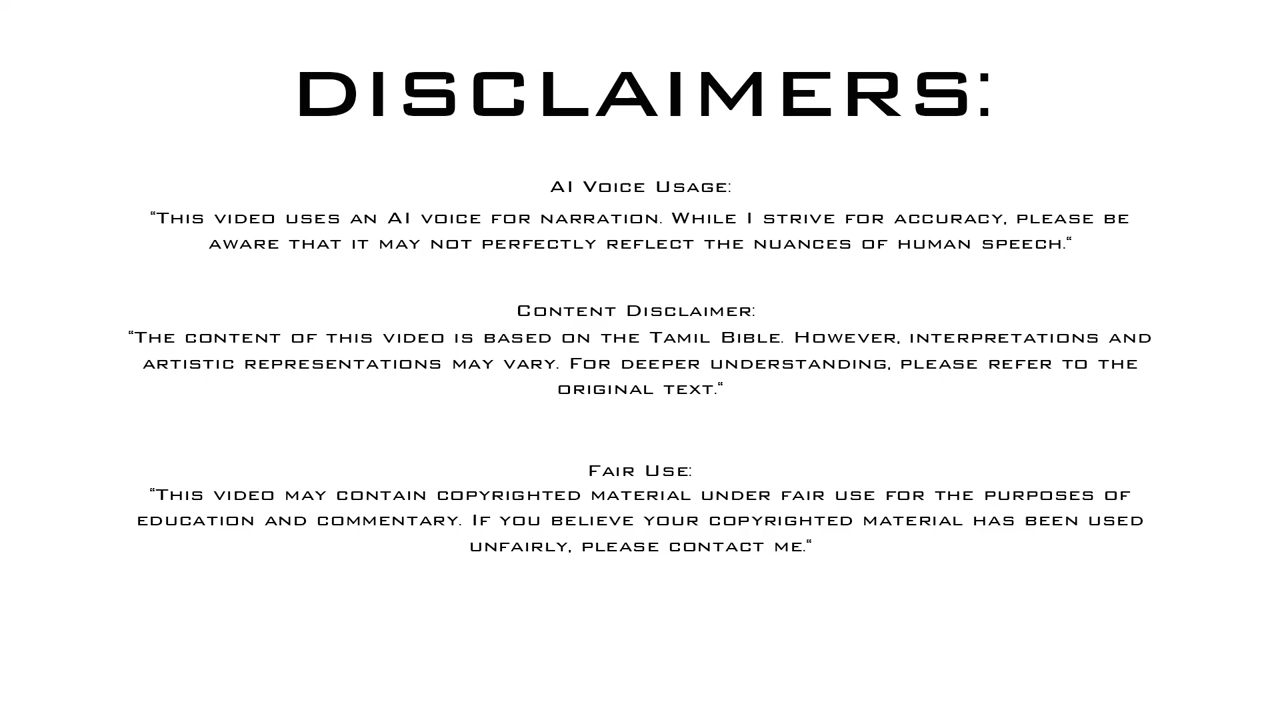 DISCLAIMERS:
AI Voice Usage:
“This video uses an AI voice for narration. While I strive for accuracy, please be
aware that it may not perfectly reflect the nuances of human speech.“
Content Disclaimer:
“The content of this video is based on the Tamil Bible. However, interpretations and
artistic representations may vary. For deeper understanding, please refer to the
original text.“
Fair Use:
“This video may contain copyrighted material under fair use for the purposes of
education and commentary. If you believe your copyrighted material has been used
unfairly, please contact me.“